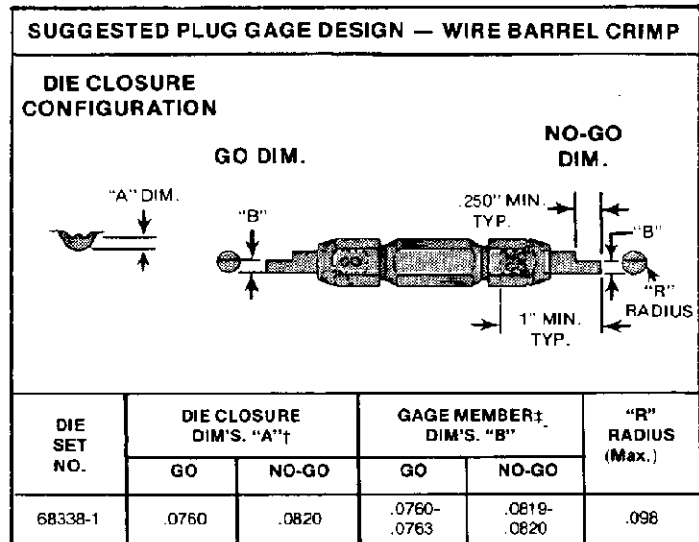 SUGGESTED PLUG GAGE DESIGN — WIRE BARREL CRIMP
DIE CLOSURE
CONFIGURATION
GO DIM.
NO-GO
DIM.
"A" DIM.
"B"
.250" MIN.
TYP.
"B"
GO
"R"
RADIUS
1" MIN.
TYP.
DIE
SET
NO.
DIE CLOSURE
DIM'S. "A"†
GAGE MEMBER‡
DIM'S. "B"
"R"
RADIUS
(Max.)
GO
NO-GO
GO
NO-GO
68338-1
.0760
.0820
.0760-
.0763
.0819-
.0820
.098